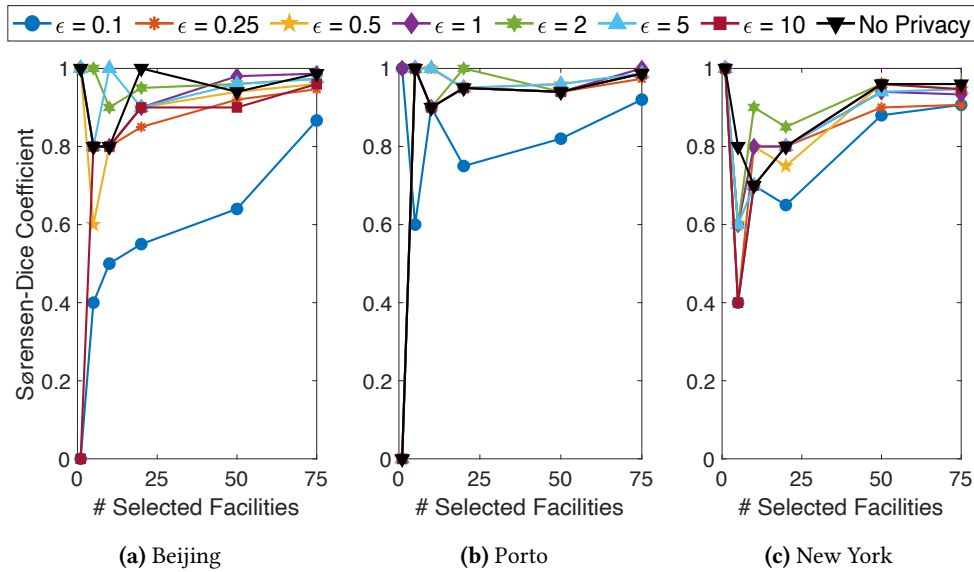 ϵ = 0.1 ϵ = 0.25 ϵ = 0.5 ϵ = 1 ϵ = 2 ϵ = 5 ϵ = 10 No Privacy
Sørensen-Dice Coefficient
1
0.8
0.6
0.4
0.2
0
0 25 50 75
# Selected Facilities
(a) Beijing
1
0.8
0.6
0.4
0.2
0
0 25 50 75
# Selected Facilities
(b) Porto
1
0.8
0.6
0.4
0.2
0
0 25 50 75
# Selected Facilities
(c) New York